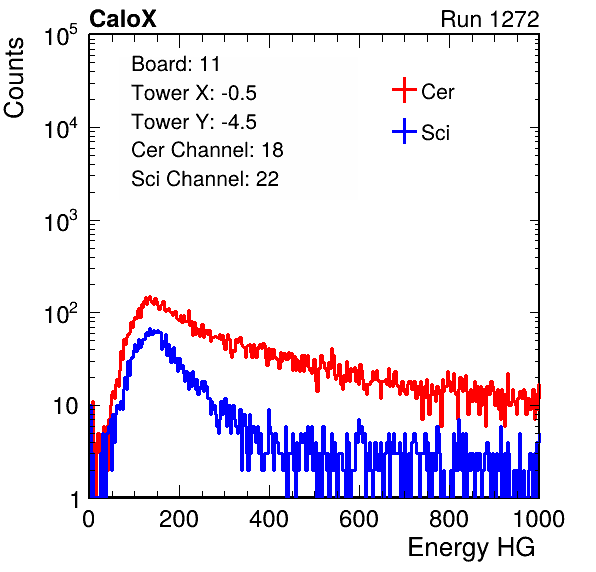 CaloX Run 1272
Counts
Board: 11
Tower X: -0.5
Tower Y: -4.5
Cer Channel: 18
Sci Channel: 22
Cer
Sci
10^5
10^4
10^3
10^2
10
1
0 200 400 600 800 1000
Energy HG